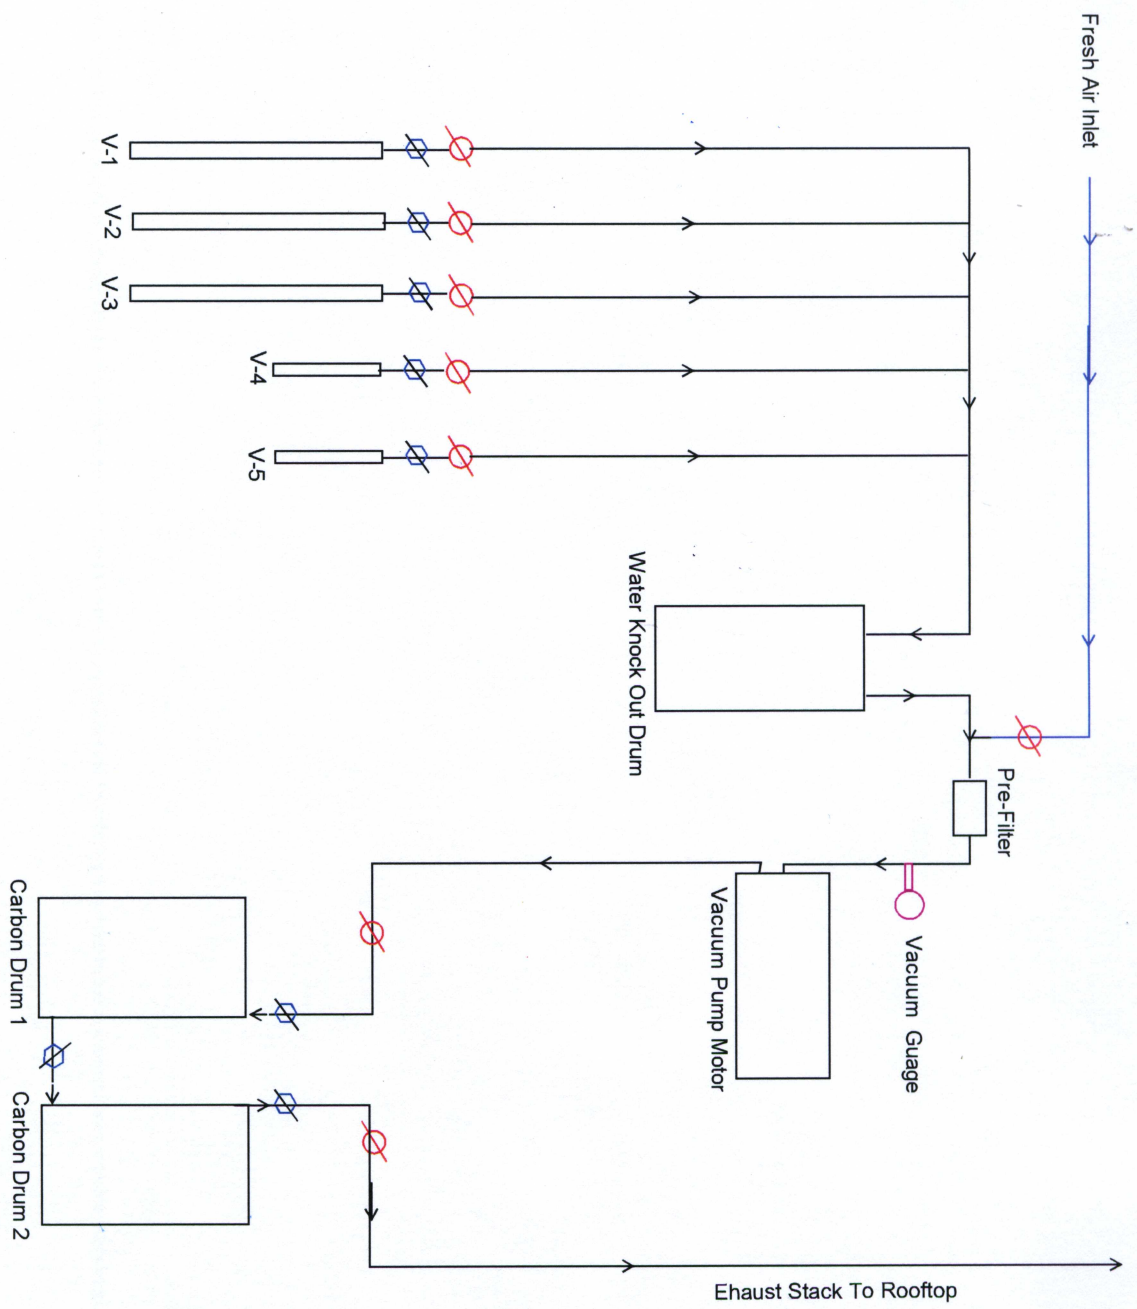 Fresh Air Inlet
V-1
V-2
V-3
V-4
V-5
Water Knock Out Drum
Pre-Filter
Vacuum Guage
Vacuum Pump Motor
Carbon Drum 1
Carbon Drum 2
Ehaust Stack To Rooftop